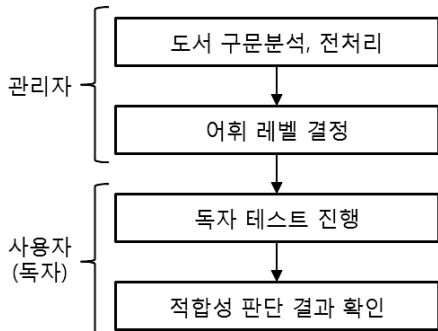 관리자
도서 구문분석, 전처리
어휘 레벨 결정
사용자
(독자)
독자 테스트 진행
적합성 판단 결과 확인